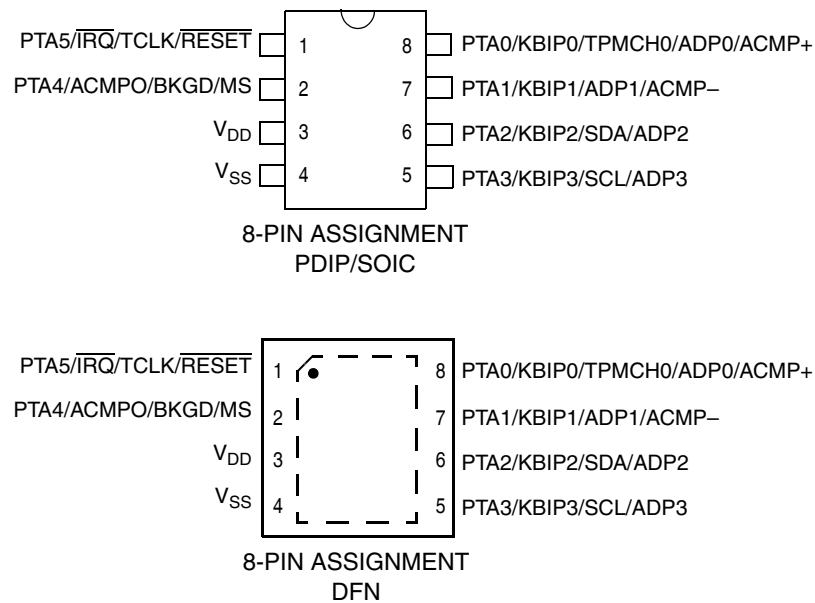 PTA5/IRQ/TCLK/RESET 1 8 PTA0/KBIP0/TPMCH0/ADP0/ACMP+
PTA4/ACMPO/BKGD/MS 2 7 PTA1/KBIP1/ADP1/ACMP–
VDD 3 6 PTA2/KBIP2/SDA/ADP2
VSS 4 5 PTA3/KBIP3/SCL/ADP3
8-PIN ASSIGNMENT
PDIP/SOIC
PTA5/IRQ/TCLK/RESET 1 8 PTA0/KBIP0/TPMCH0/ADP0/ACMP+
PTA4/ACMPO/BKGD/MS 2 7 PTA1/KBIP1/ADP1/ACMP–
VDD 3 6 PTA2/KBIP2/SDA/ADP2
VSS 4 5 PTA3/KBIP3/SCL/ADP3
8-PIN ASSIGNMENT
DFN